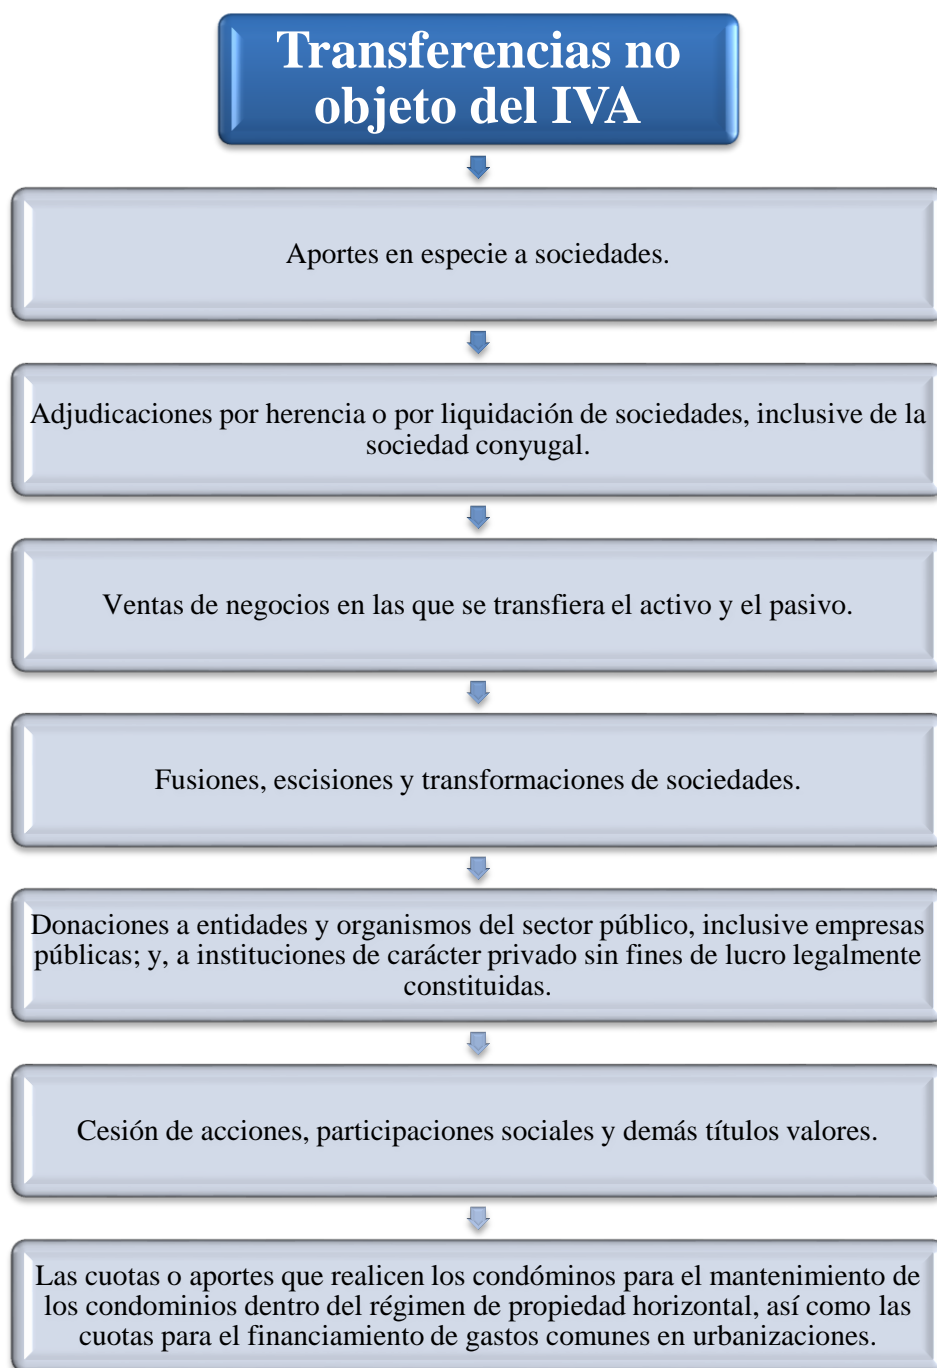 Transferencias no
objeto del IVA
Aportes en especie a sociedades.
Adjudicaciones por herencia o por liquidación de sociedades, inclusive de la
sociedad conyugal.
Ventas de negocios en las que se transfiera el activo y el pasivo.
Fusiones, escisiones y transformaciones de sociedades.
Donaciones a entidades y organismos del sector público, inclusive empresas
públicas; y, a instituciones de carácter privado sin fines de lucro legalmente
constituidas.
Cesión de acciones, participaciones sociales y demás títulos valores.
Las cuotas o aportes que realicen los condóminos para el mantenimiento de
los condominios dentro del régimen de propiedad horizontal, así como las
cuotas para el financiamiento de gastos comunes en urbanizaciones.